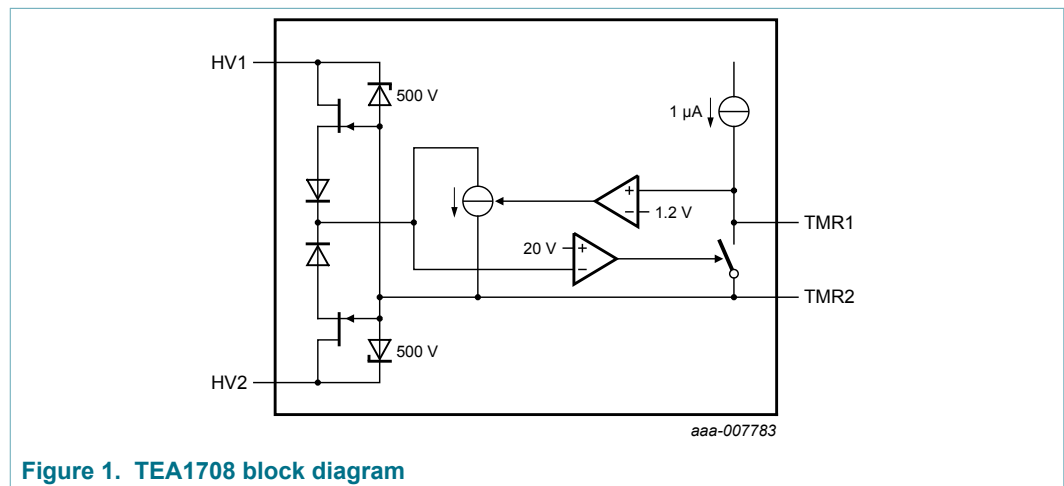 HV1
500 V
1 μA
+
− 1.2 V
TMR1
20 V +
−
TMR2
500 V
HV2
aaa-007783
Figure 1. TEA1708 block diagram